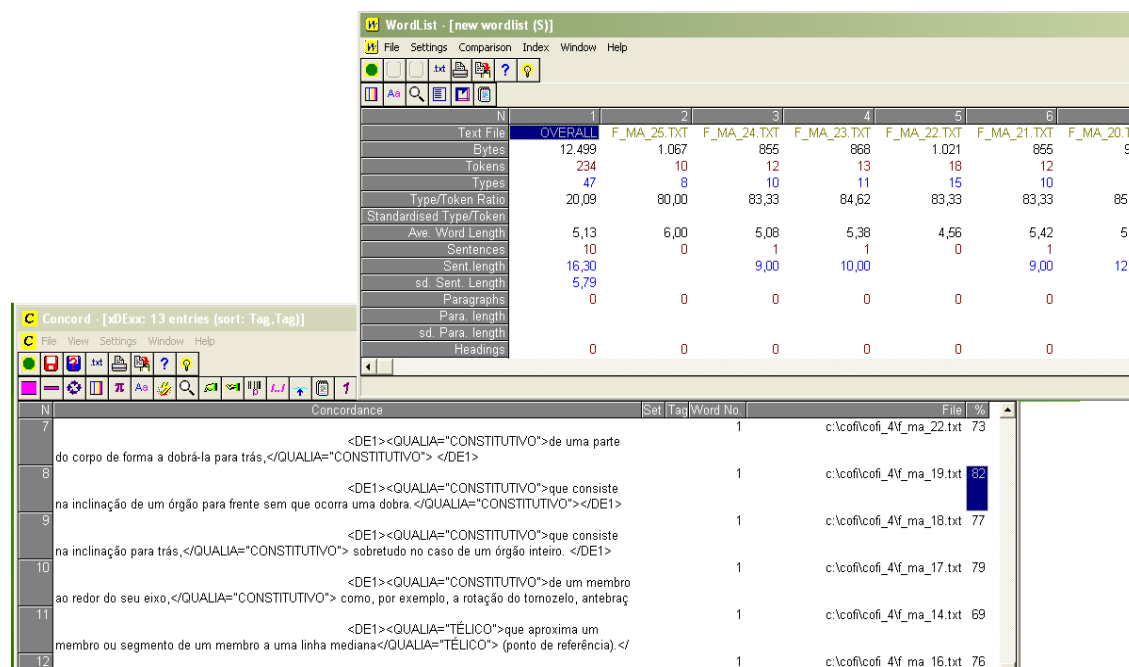 WordList - [new wordlist (S)]
File Settings Comparison Index Window Help
.txt ?
Aa
N 1 2 3 4 5 6
Text File OVERALL F_MA_25.TXT F_MA_24.TXT F_MA_23.TXT F_MA_22.TXT F_MA_21.TXT F_MA_20.T
Bytes 12.499 1.067 855 868 1.021 855 9
Tokens 234 10 12 13 18 12
Types 47 8 10 11 15 10
Type/Token Ratio 20,09 80,00 83,33 84,62 83,33 83,33 85
Standardised Type/Token
Ave. Word Length 5,13 6,00 5,08 5,38 4,56 5,42 5
Sentences 10 0 1 1 0 1
Sent.length 16,30 9,00 10,00 9,00 12
sd. Sent. Length 5,79
Paragraphs 0 0 0 0 0 0
Para. length
sd. Para. length
Headings 0 0 0 0 0 0
Concord - [xDExx: 13 entries (sort: Tag,Tag)]
File View Settings Window Help
.txt ?
π Aa
N Concordance Set Tag Word No. File %
7 1 c:\cofi\cofi_4\f_ma_22.txt 73
<DE1><QUALIA="CONSTITUTIVO">de uma parte
do corpo de forma a dobrá-la para trás,</QUALIA="CONSTITUTIVO"> </DE1>
8 1 c:\cofi\cofi_4\f_ma_19.txt 82
<DE1><QUALIA="CONSTITUTIVO">que consiste
na inclinação de um órgão para frente sem que ocorra uma dobra.</QUALIA="CONSTITUTIVO"></DE1>
9 1 c:\cofi\cofi_4\f_ma_18.txt 77
<DE1><QUALIA="CONSTITUTIVO">que consiste
na inclinação para trás,</QUALIA="CONSTITUTIVO"> sobretudo no caso de um órgão inteiro. </DE1>
10 1 c:\cofi\cofi_4\f_ma_17.txt 79
<DE1><QUALIA="CONSTITUTIVO">de um membro
ao redor do seu eixo,</QUALIA="CONSTITUTIVO"> como, por exemplo, a rotação do tornozelo, antebraç
11 1 c:\cofi\cofi_4\f_ma_14.txt 69
<DE1><QUALIA="TÉLICO">que aproxima um
membro ou segmento de um membro a uma linha mediana</QUALIA="TÉLICO"> (ponto de referência).</
12 1 c:\cofi\cofi_4\f_ma_16.txt 76